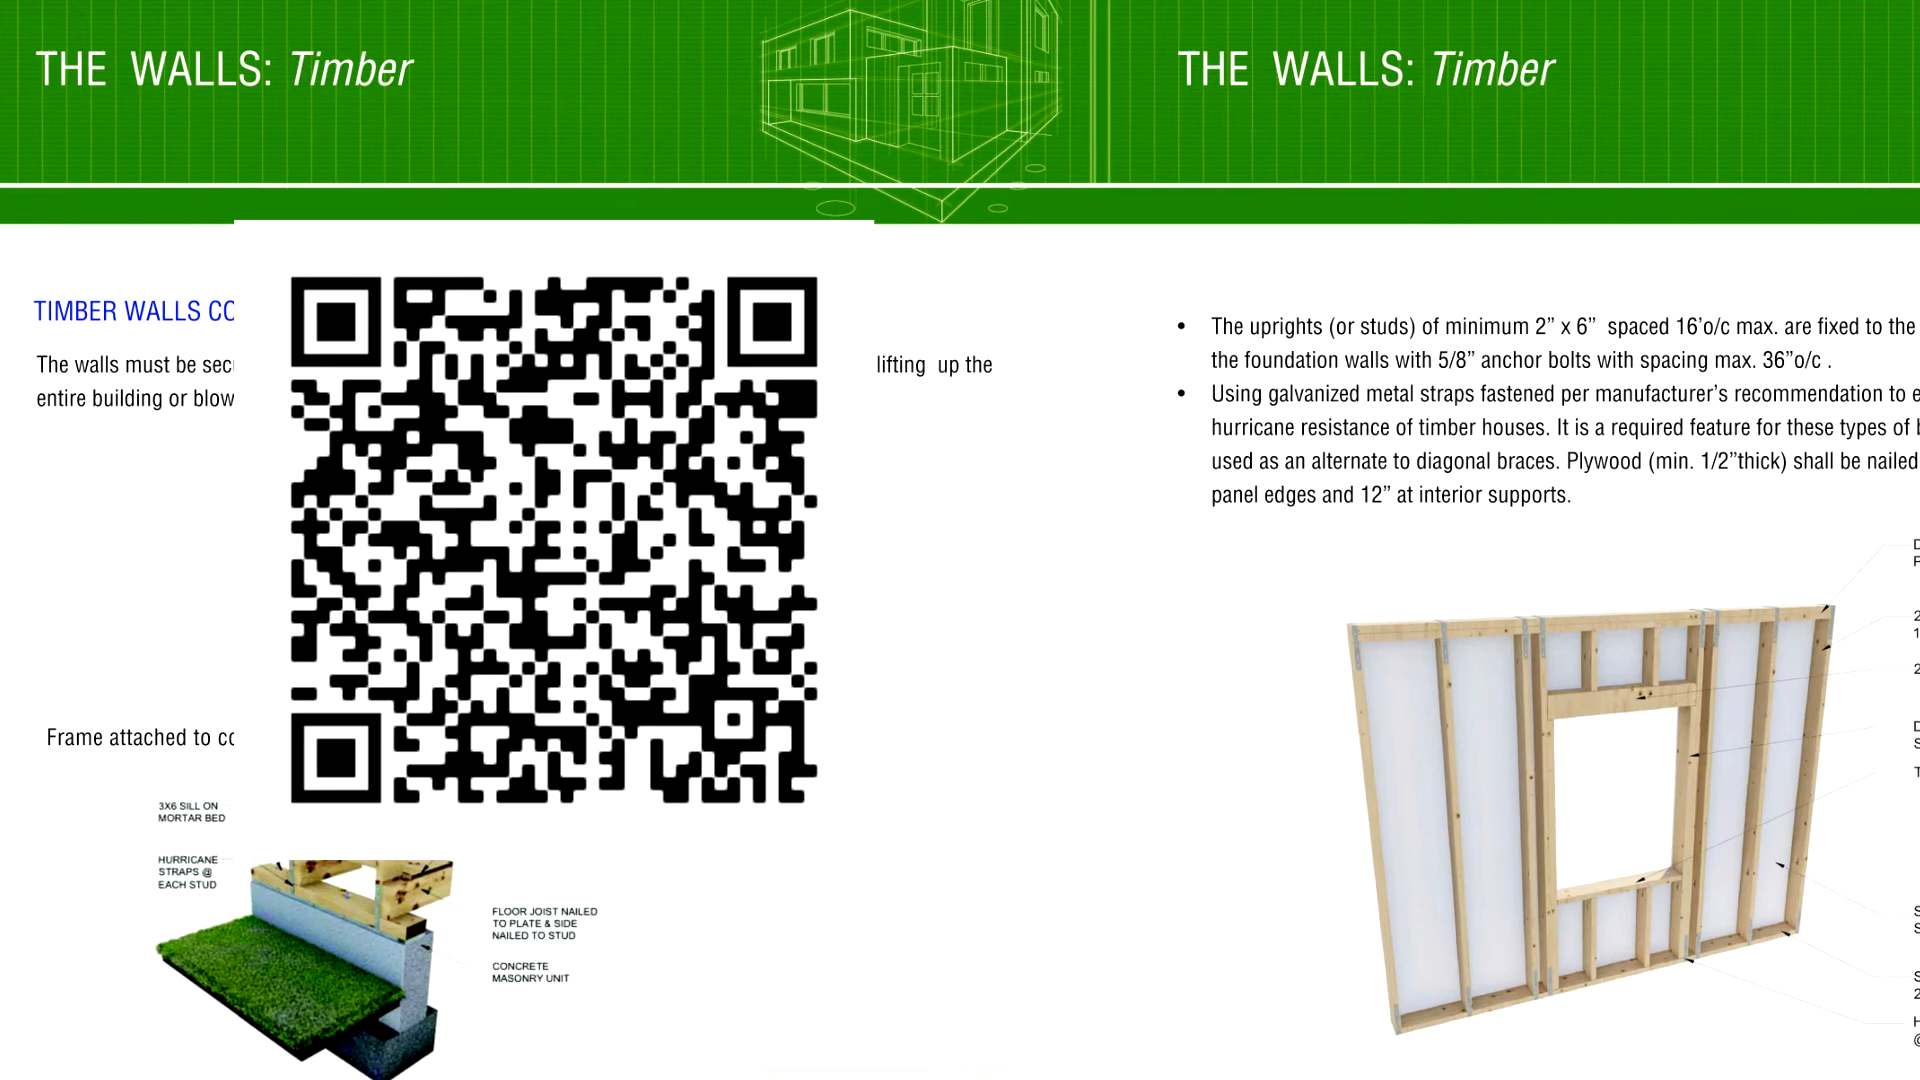 THE WALLS: Timber
TIMBER WALLS
The walls must be lifting up the
entire building or blow
Frame attached to
3X6 SILL ON
MORTAR BED
HURRICANE
STRAPS @
EACH STUD
FLOOR JOIST NAILED
TO PLATE & SIDE
NAILED TO STUD
CONCRETE
MASONRY UNIT
THE WALLS: Timber
• The uprights (or studs) of minimum 2” x 6” spaced 16’o/c max. are fixed to the
the foundation walls with 5/8” anchor bolts with spacing max. 36”o/c .
• Using galvanized metal straps fastened per manufacturer’s recommendation to
hurricane resistance of timber houses. It is a required feature for these types of
used as an alternate to diagonal braces. Plywood (min. 1/2”thick) shall be nailed
panel edges and 12” at interior supports.